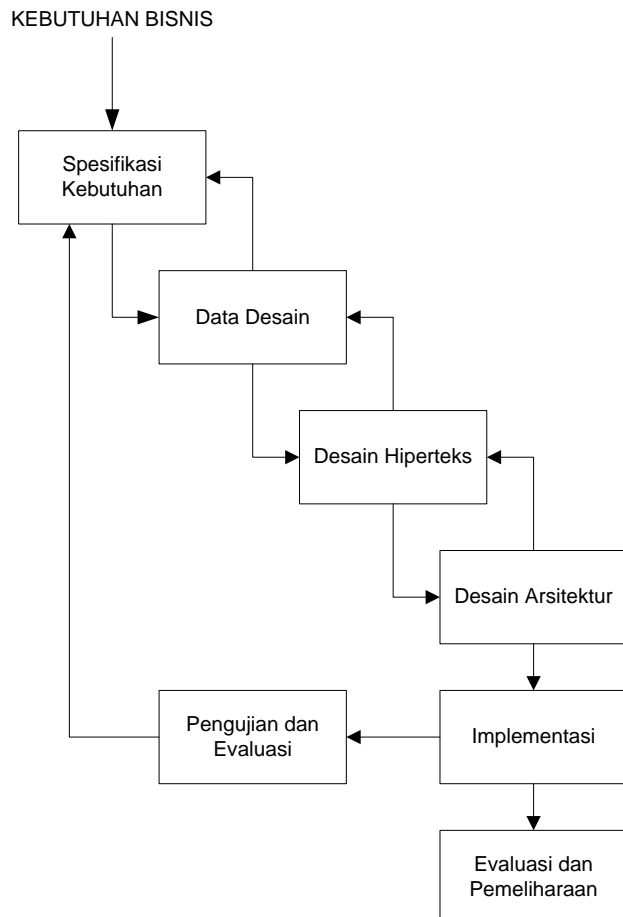 KEBUTUHAN BISNIS
Spesifikasi
Kebutuhan
Data Desain
Desain Hiperteks
Desain Arsitektur
Pengujian dan
Evaluasi
Implementasi
Evaluasi dan
Pemeliharaan